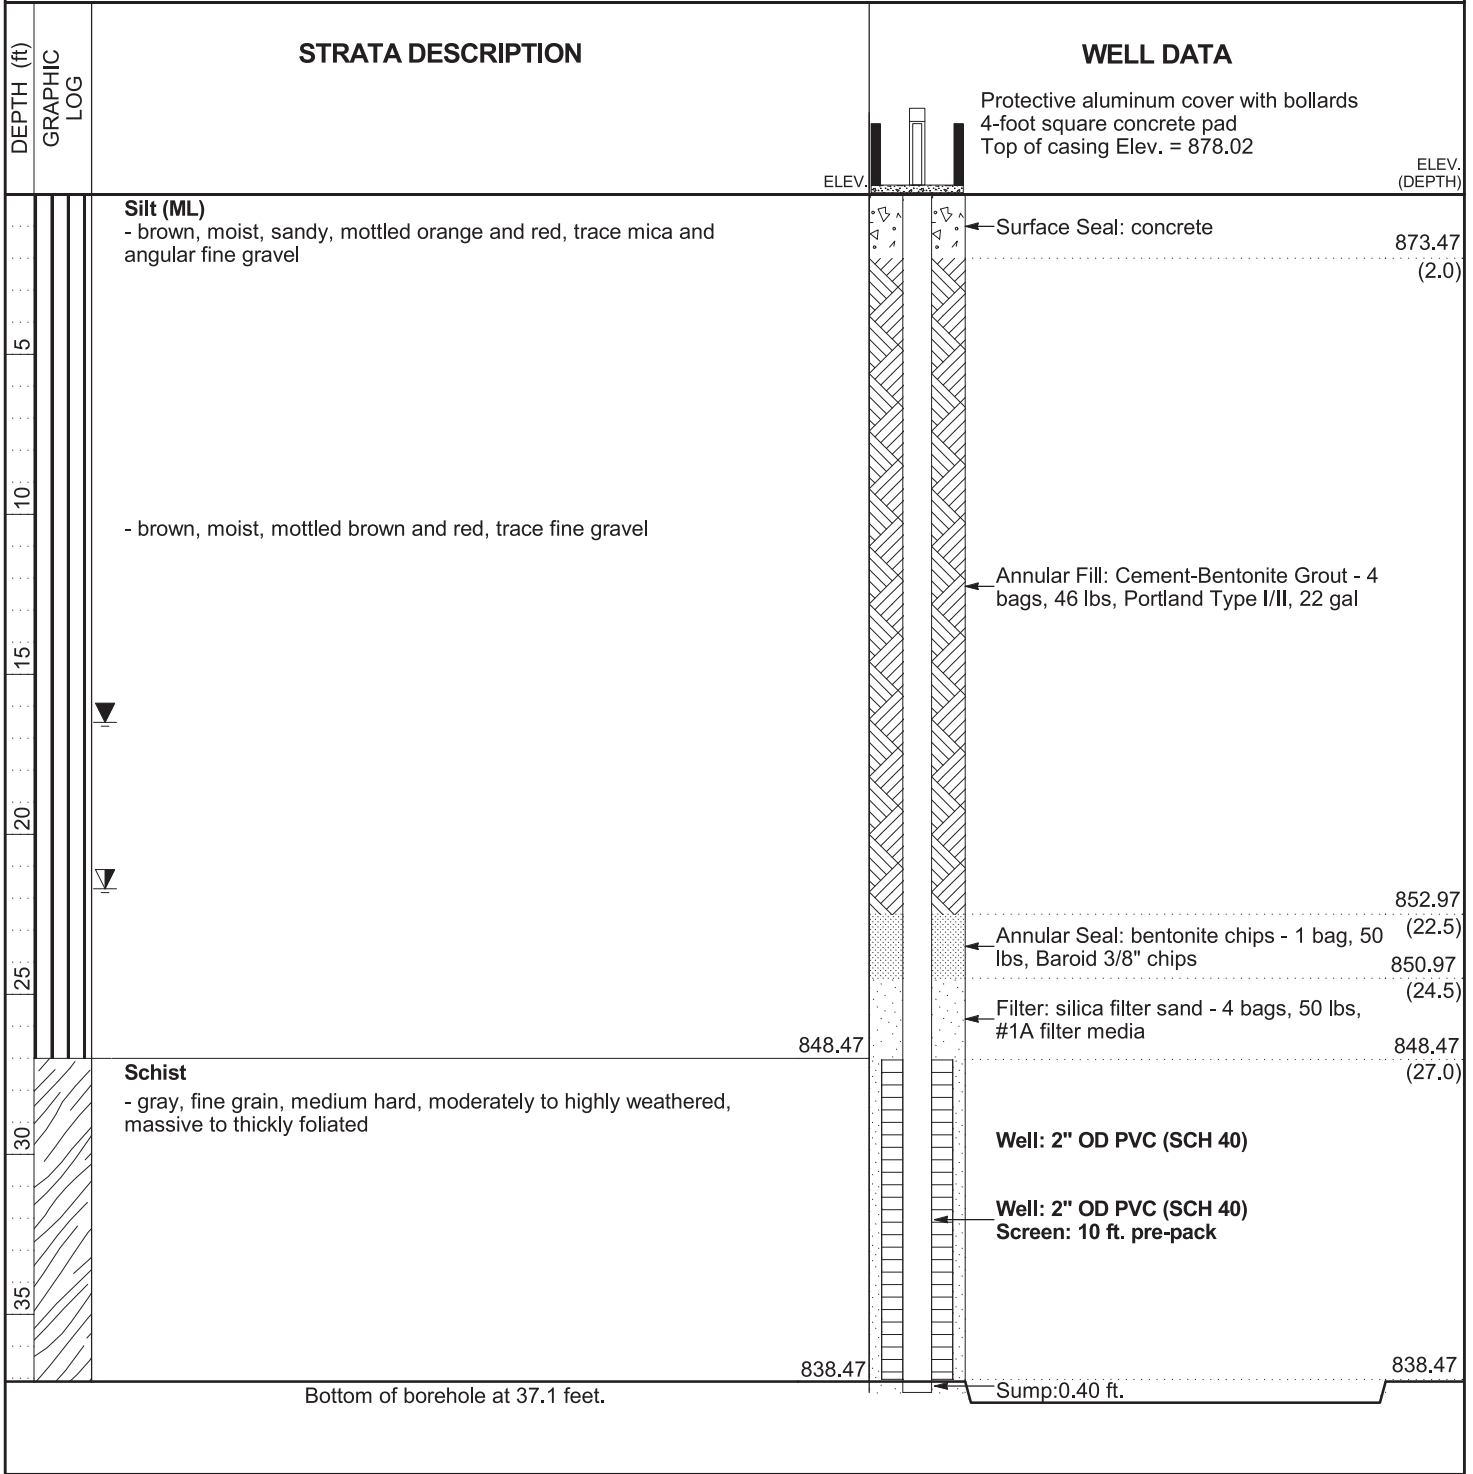 DEPTH (ft)
GRAPHIC
LOG
STRATA DESCRIPTION
WELL DATA
Protective aluminum cover with bollards
4-foot square concrete pad
Top of casing Elev. = 878.02
ELEV.
ELEV.
(DEPTH)
Silt (ML)
- brown, moist, sandy, mottled orange and red, trace mica and
angular fine gravel
Surface Seal: concrete
873.47
(2.0)
5
10
- brown, moist, mottled brown and red, trace fine gravel
Annular Fill: Cement-Bentonite Grout - 4
bags, 46 lbs, Portland Type I/II, 22 gal
15
20
852.97
(22.5)
Annular Seal: bentonite chips - 1 bag, 50
lbs, Baroid 3/8" chips
850.97
(24.5)
25
Filter: silica filter sand - 4 bags, 50 lbs,
#1A filter media
848.47
848.47
(27.0)
Schist
- gray, fine grain, medium hard, moderately to highly weathered,
massive to thickly foliated
30
Well: 2" OD PVC (SCH 40)
Well: 2" OD PVC (SCH 40)
Screen: 10 ft. pre-pack
35
838.47
838.47
Bottom of borehole at 37.1 feet.
Sump:0.40 ft.